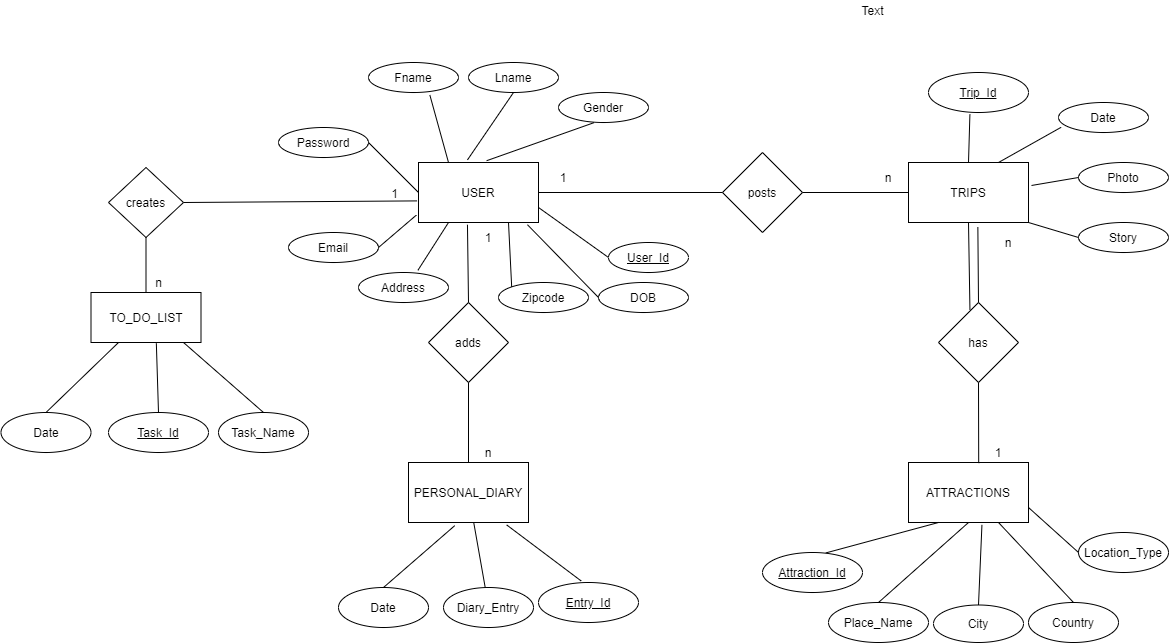 Text
Fname
Lname
Gender
Trip_Id
Date
Password
Photo
creates
1
USER
1
posts
n
TRIPS
Email
1
User_Id
n
Story
Address
Zipcode
DOB
n
TO_DO_LIST
adds
has
Date
Task_Id
Task_Name
n
1
PERSONAL_DIARY
ATTRACTIONS
Location_Type
Attraction_Id
Date
Diary_Entry
Entry_Id
Place_Name
City
Country